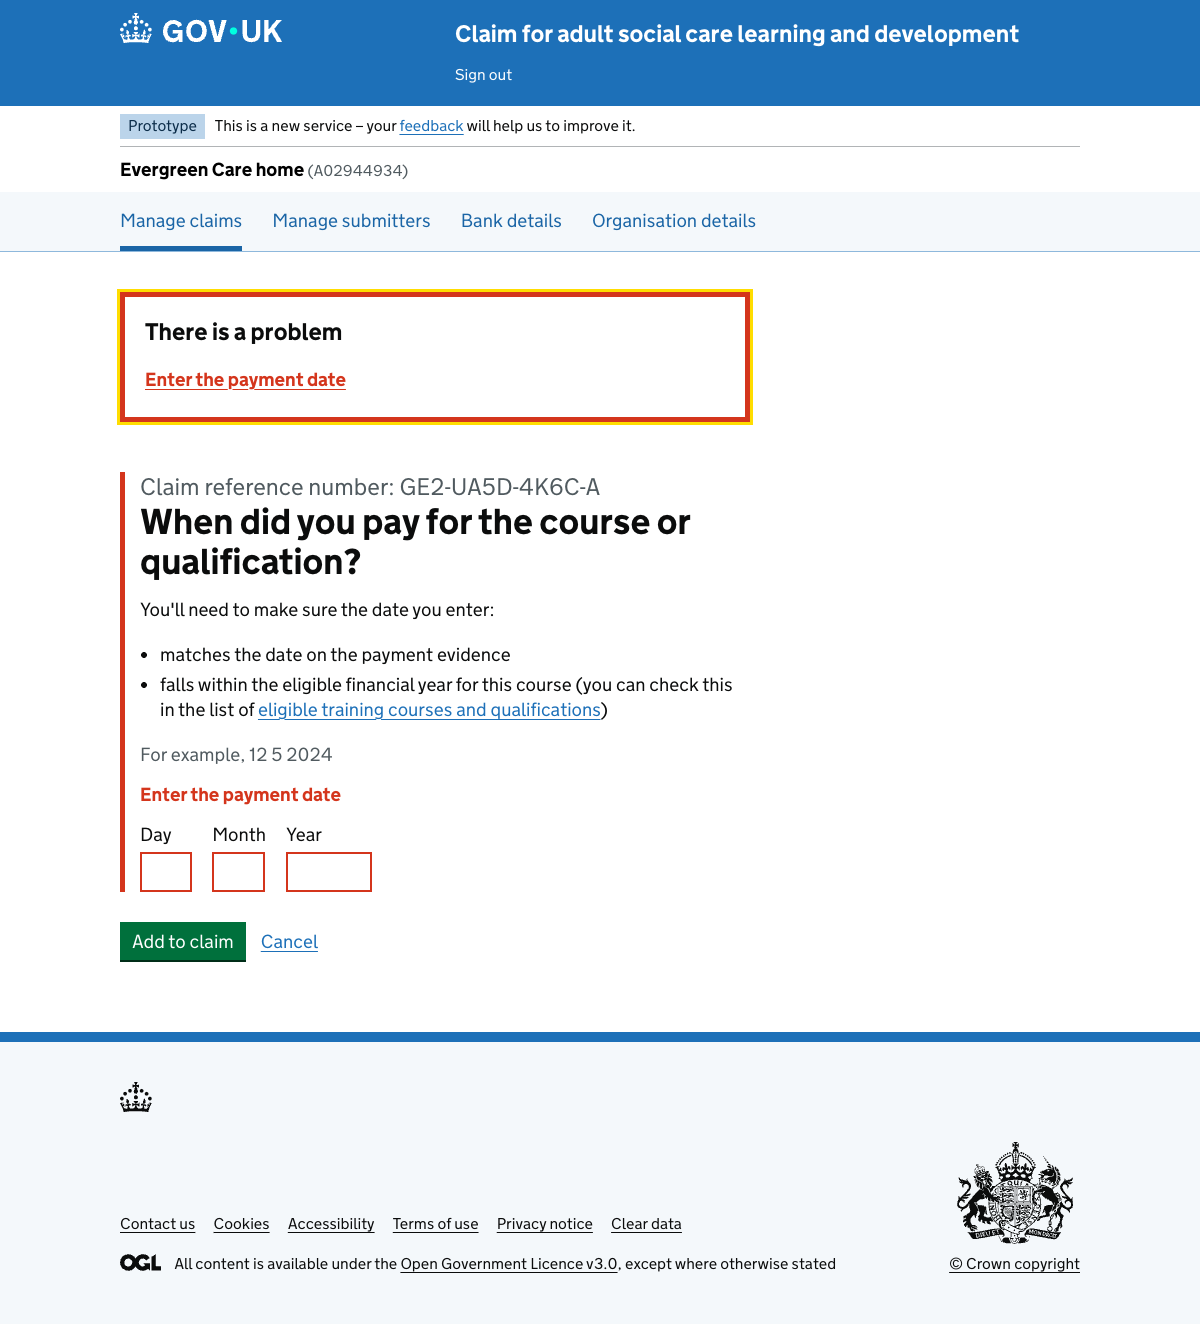 GOV·UK
Claim for adult social care learning and development
Sign out
Prototype This is a new service – your feedback will help us to improve it.
Evergreen Care home (A02944934)
Manage claims Manage submitters Bank details Organisation details
There is a problem
Enter the payment date
Claim reference number: GE2-UA5D-4K6C-A
When did you pay for the course or
qualification?
You'll need to make sure the date you enter:
• matches the date on the payment evidence
• falls within the eligible financial year for this course (you can check this
in the list of eligible training courses and qualifications)
For example, 12 5 2024
Enter the payment date
Day Month Year
Add to claim Cancel
Contact us Cookies Accessibility Terms of use Privacy notice Clear data
OGL All content is available under the Open Government Licence v3.0, except where otherwise stated
© Crown copyright